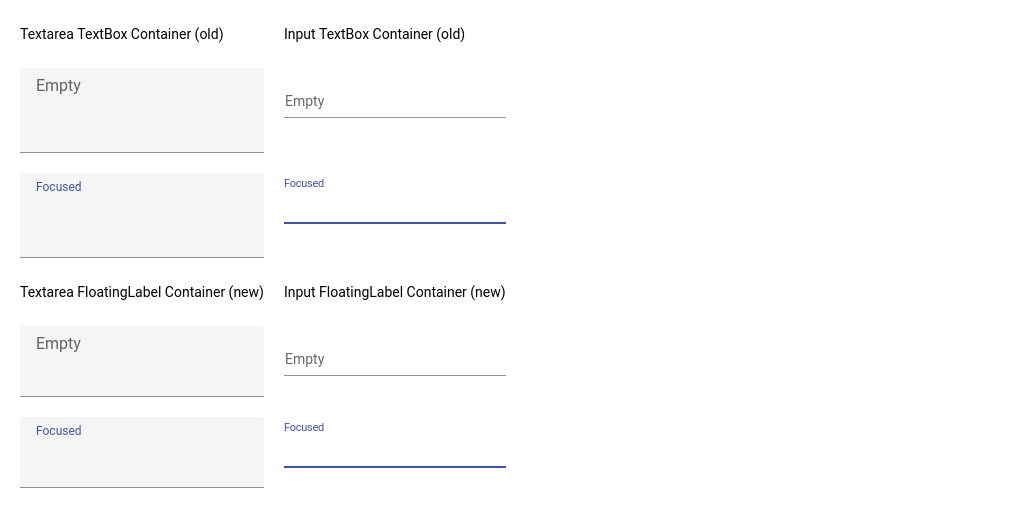 Textarea TextBox Container (old)
Input TextBox Container (old)
Empty
Empty
Focused
Focused
Textarea FloatingLabel Container (new)
Input FloatingLabel Container (new)
Empty
Empty
Focused
Focused